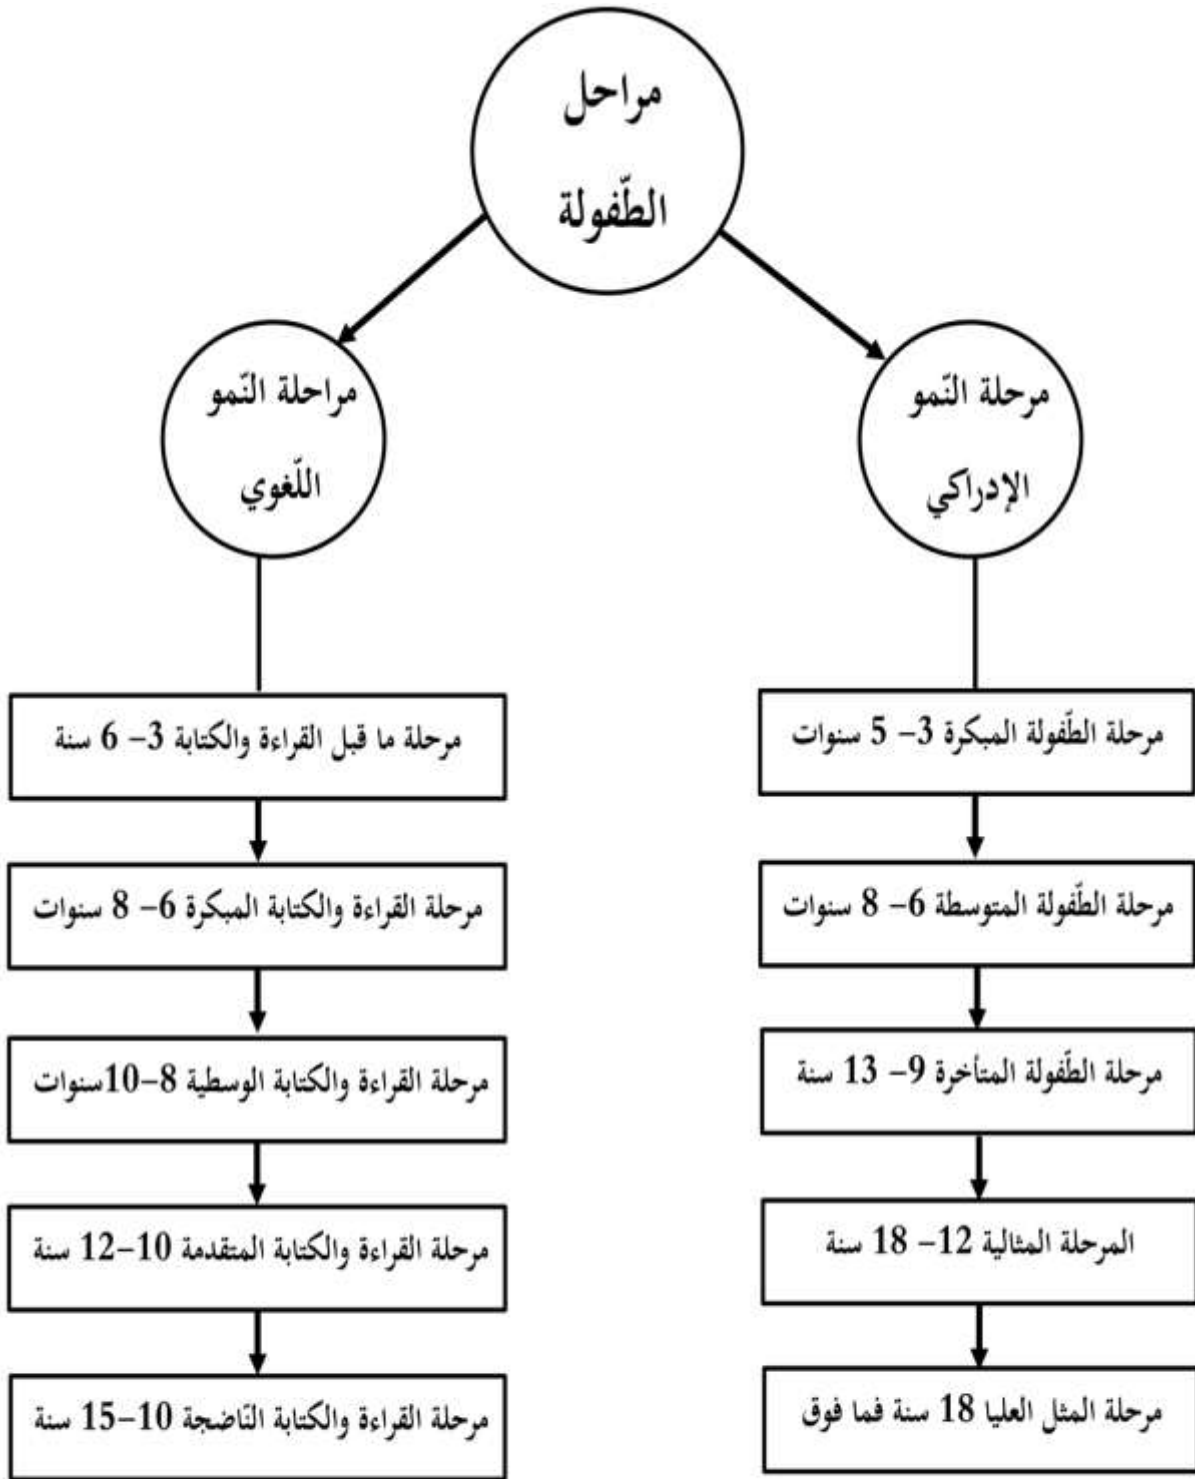 مراحل
الطّفولة
مرحلة النّمو
الإدراكي
مراحلة النّمو
اللّغوي
مرحلة الطّفولة المبكرة 3– 5 سنوات
مرحلة الطّفولة المتوسطة 6– 8 سنوات
مرحلة الطّفولة المتأخرة 9– 13 سنة
المرحلة المثالية 12– 18 سنة
مرحلة المثل العليا 18 سنة فما فوق
مرحلة ما قبل القراءة والكتابة 3– 6 سنة
مرحلة القراءة والكتابة المبكرة 6– 8 سنوات
مرحلة القراءة والكتابة الوسطية 8–10سنوات
مرحلة القراءة والكتابة المتقدمة 10–12 سنة
مرحلة القراءة والكتابة النّاضجة 10–15 سنة